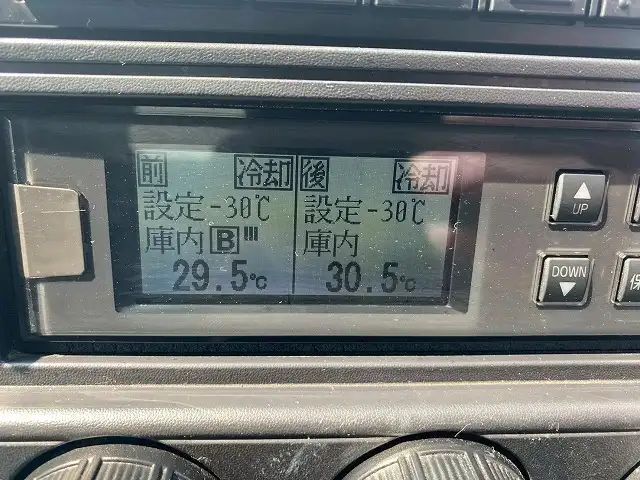 前 冷却 後 冷却
設定-30℃ 設定-30℃
庫内 B 庫内
29.5℃ 30.5℃
UP
DOWN
保